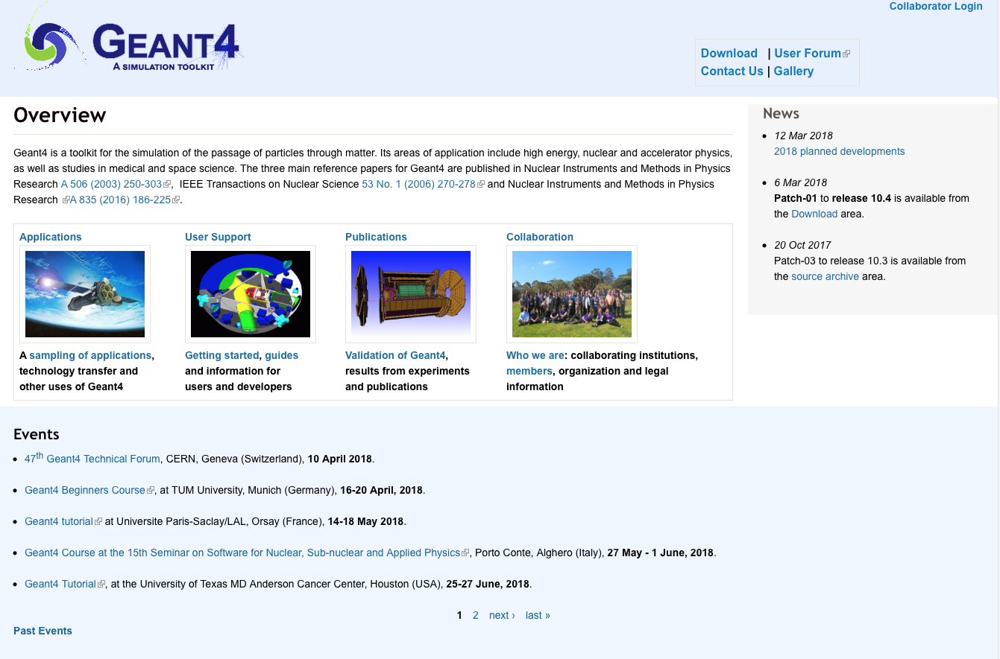 Collaborator Login
GEANT4
A SIMULATION TOOLKIT
Download | User Forum
Contact Us | Gallery
Overview
Geant4 is a toolkit for the simulation of the passage of particles through matter. Its areas of application include high energy, nuclear and accelerator physics,
as well as studies in medical and space science. The three main reference papers for Geant4 are published in Nuclear Instruments and Methods in Physics
Research A 506 (2003) 250-303, IEEE Transactions on Nuclear Science 53 No. 1 (2006) 270-278 and Nuclear Instruments and Methods in Physics
Research A 835 (2016) 186-225.
Applications
A sampling of applications,
technology transfer and
other uses of Geant4
User Support
Getting started, guides
and information for
users and developers
Publications
Validation of Geant4,
results from experiments
and publications
Collaboration
Who we are: collaborating institutions,
members, organization and legal
information
News
12 Mar 2018
2018 planned developments
6 Mar 2018
Patch-01 to release 10.4 is available from
the Download area.
20 Oct 2017
Patch-03 to release 10.3 is available from
the source archive area.
Events
47th Geant4 Technical Forum, CERN, Geneva (Switzerland), 10 April 2018.
Geant4 Beginners Course, at TUM University, Munich (Germany), 16-20 April, 2018.
Geant4 tutorial at Universite Paris-Saclay/LAL, Orsay (France), 14-18 May 2018.
Geant4 Course at the 15th Seminar on Software for Nuclear, Sub-nuclear and Applied Physics, Porto Conte, Alghero (Italy), 27 May - 1 June, 2018.
Geant4 Tutorial, at the University of Texas MD Anderson Cancer Center, Houston (USA), 25-27 June, 2018.
1 2 next › last »
Past Events